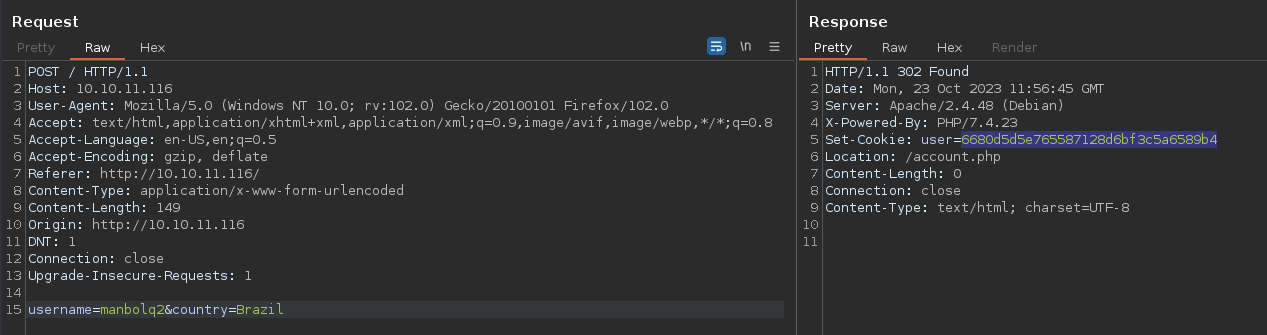 Request
Pretty Raw Hex \n
1 POST / HTTP/1.1
2 Host: 10.10.11.116
3 User-Agent: Mozilla/5.0 (Windows NT 10.0; rv:102.0) Gecko/20100101 Firefox/102.0
4 Accept: text/html,application/xhtml+xml,application/xml;q=0.9,image/avif,image/webp,*/*;q=0.8
5 Accept-Language: en-US,en;q=0.5
6 Accept-Encoding: gzip, deflate
7 Referer: http://10.10.11.116/
8 Content-Type: application/x-www-form-urlencoded
9 Content-Length: 149
10 Origin: http://10.10.11.116
11 DNT: 1
12 Connection: close
13 Upgrade-Insecure-Requests: 1
14
15 username=manbolq2&country=Brazil
Response
Pretty Raw Hex Render
1 HTTP/1.1 302 Found
2 Date: Mon, 23 Oct 2023 11:56:45 GMT
3 Server: Apache/2.4.48 (Debian)
4 X-Powered-By: PHP/7.4.23
5 Set-Cookie: user=6680d5d5e765587128d6bf3c5a6589b4
6 Location: /account.php
7 Content-Length: 0
8 Connection: close
9 Content-Type: text/html; charset=UTF-8
10
11